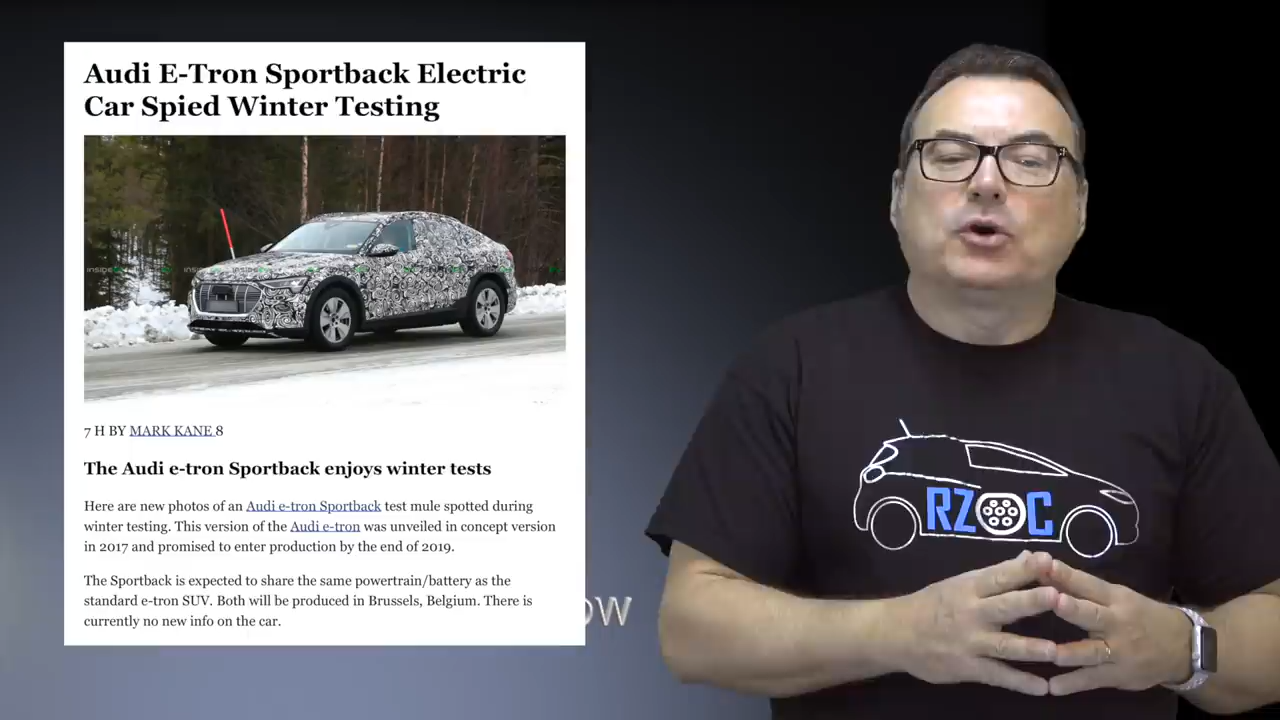 Audi E-Tron Sportback Electric
Car Spied Winter Testing
7 H BY MARK KANE 8
The Audi e-tron Sportback enjoys winter tests
Here are new photos of an Audi e-tron Sportback test mule spotted during
winter testing. This version of the Audi e-tron was unveiled in concept version
in 2017 and promised to enter production by the end of 2019.
The Sportback is expected to share the same powertrain/battery as the
standard e-tron SUV. Both will be produced in Brussels, Belgium. There is
currently no new info on the car.
RZOC